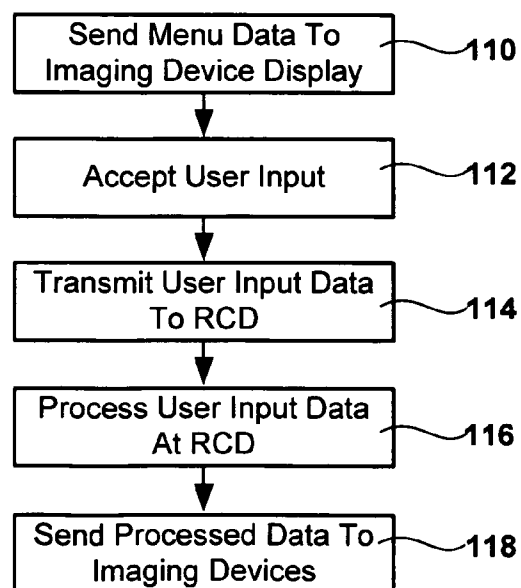 Send Menu Data To
Imaging Device Display
110
Accept User Input
112
Transmit User Input Data
To RCD
114
Process User Input Data
At RCD
116
Send Processed Data To
Imaging Devices
118